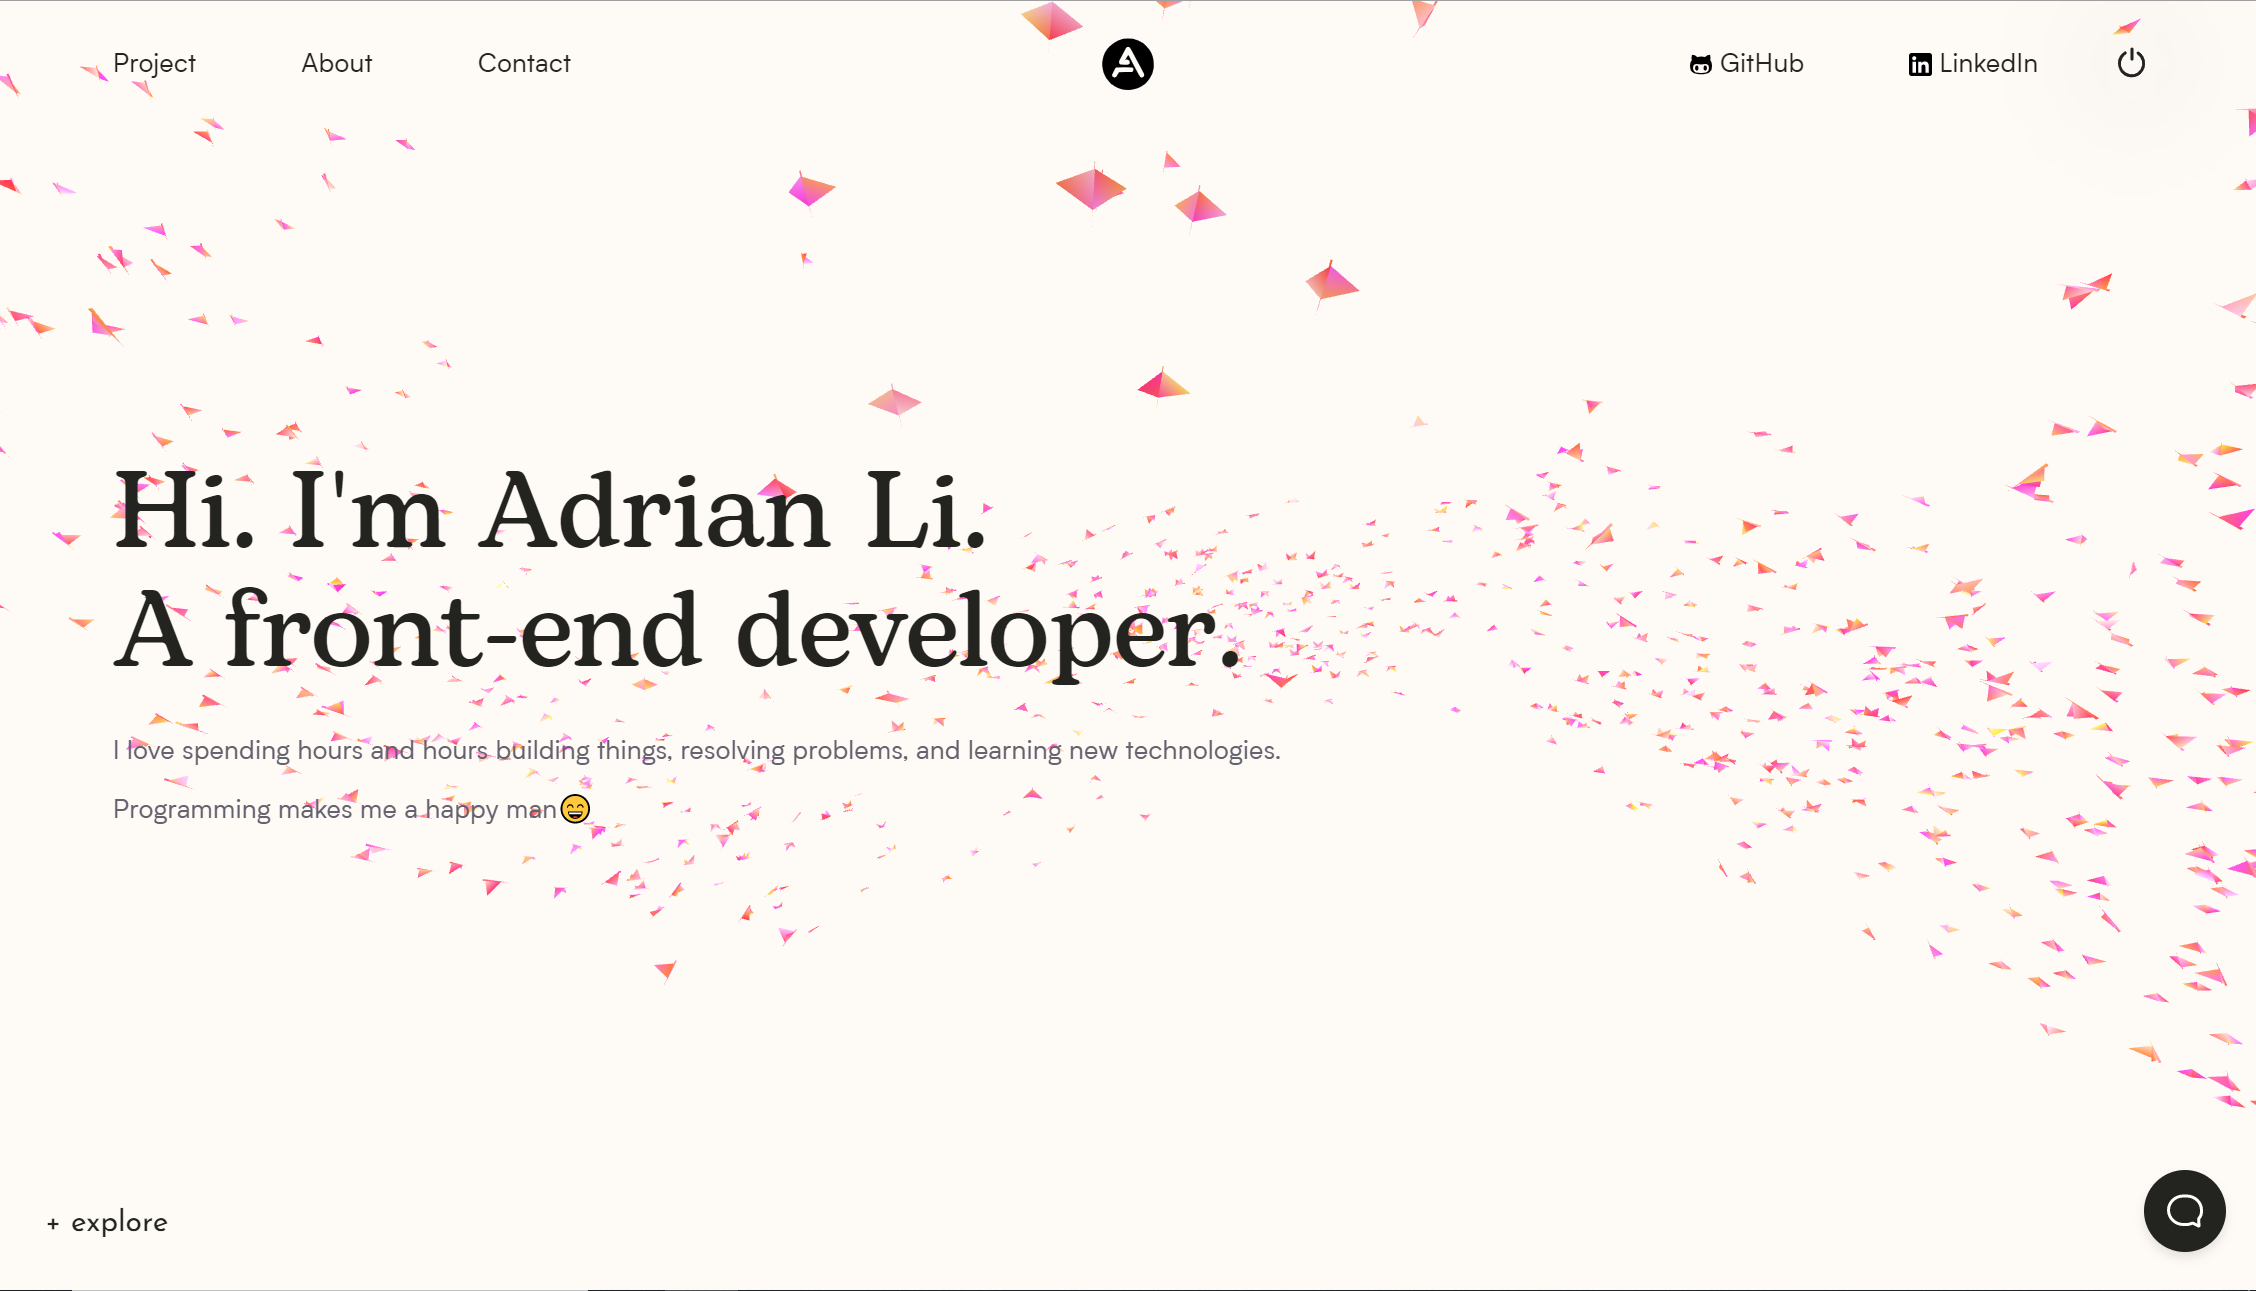 Project
About
Contact
GitHub
LinkedIn
Hi. I'm Adrian Li.
A front-end developer.
I love spending hours and hours building things, resolving problems, and learning new technologies.
Programming makes me a happy man😄
+ explore